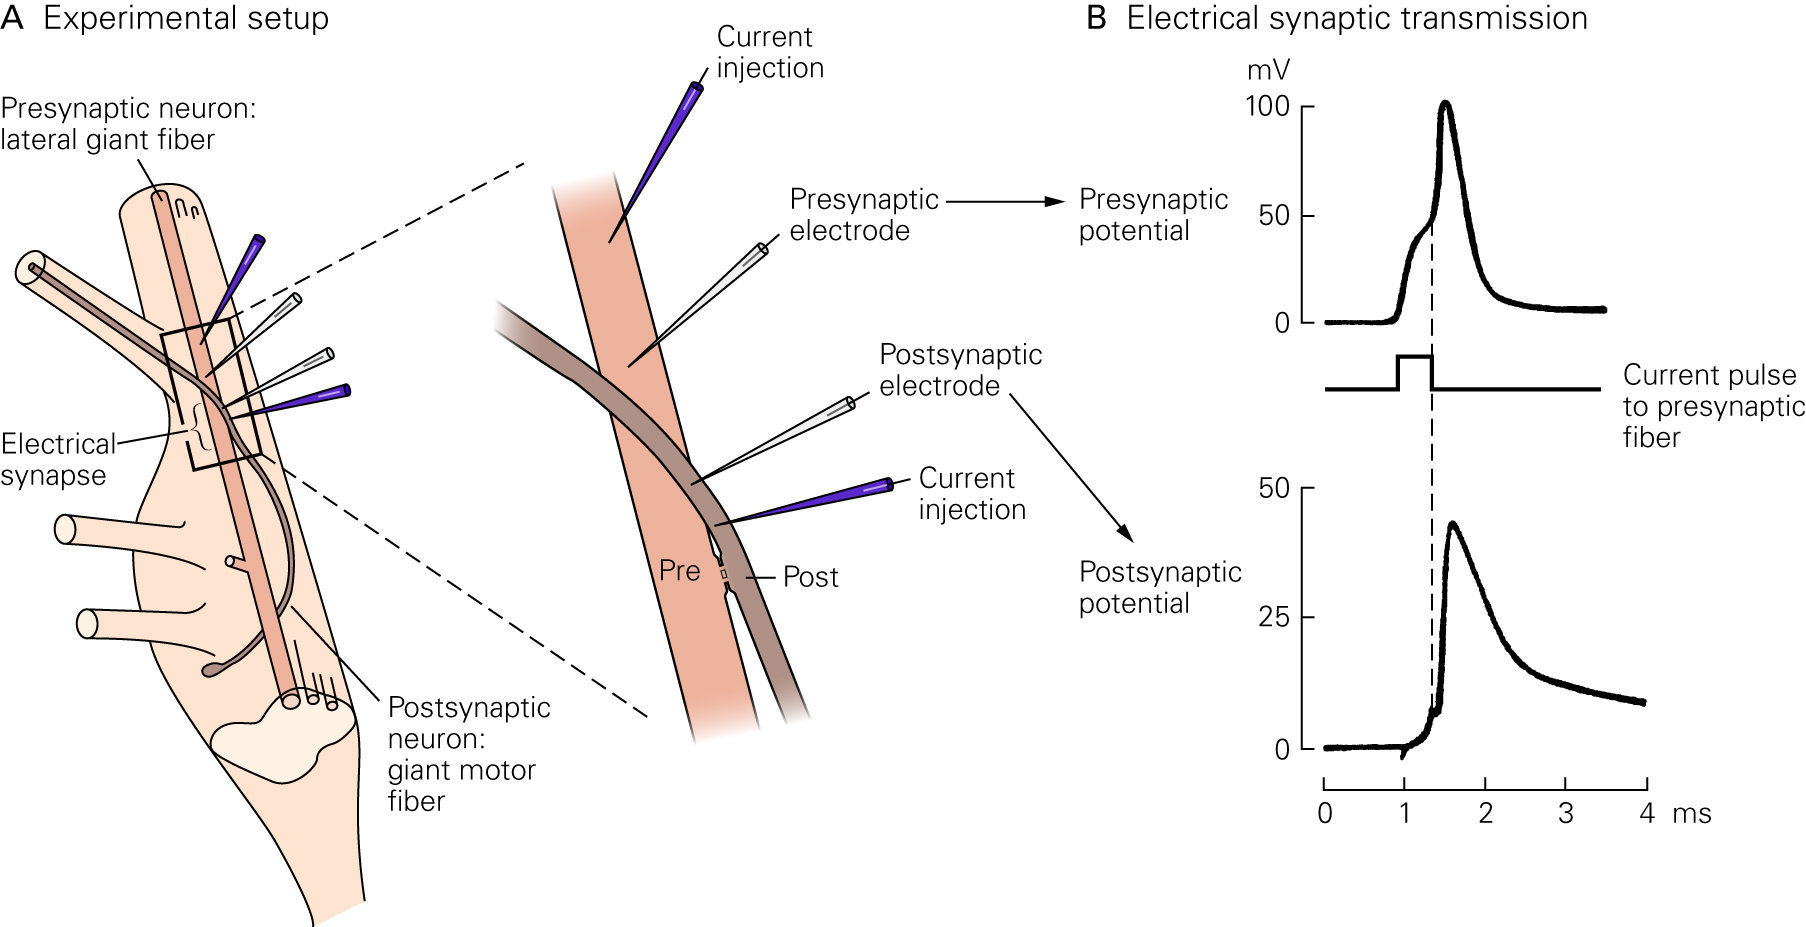 A Experimental setup
Presynaptic neuron:
lateral giant fiber
Electrical
synapse
Postsynaptic
neuron:
giant motor
fiber
Current
injection
Presynaptic
electrode
Postsynaptic
electrode
Current
injection
Pre
Post
Presynaptic
potential
Postsynaptic
potential
B Electrical synaptic transmission
mV
100
50
0
Current pulse
to presynaptic
fiber
50
25
0
0 1 2 3 4 ms